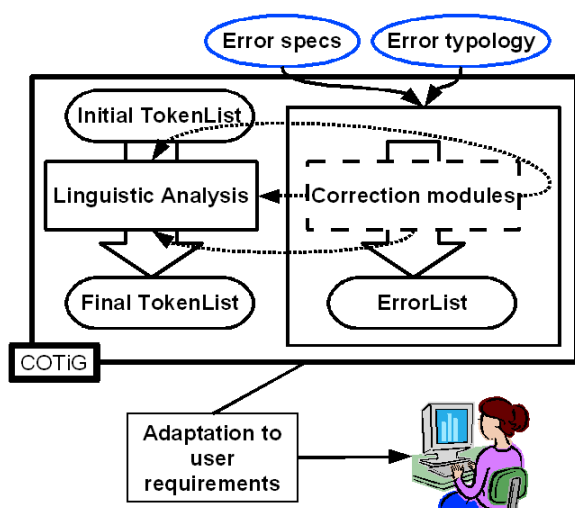 Error specs
Error typology
Initial TokenList
Linguistic Analysis
Correction modules
Final TokenList
ErrorList
COTiG
Adaptation to
user
requirements